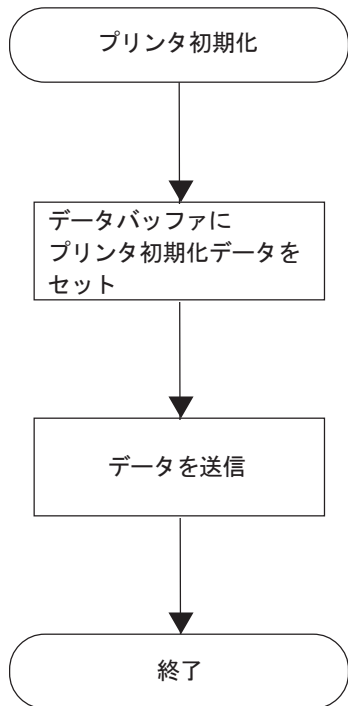 プリンタ初期化
データバッファに
プリンタ初期化データを
セット
データを送信
終了